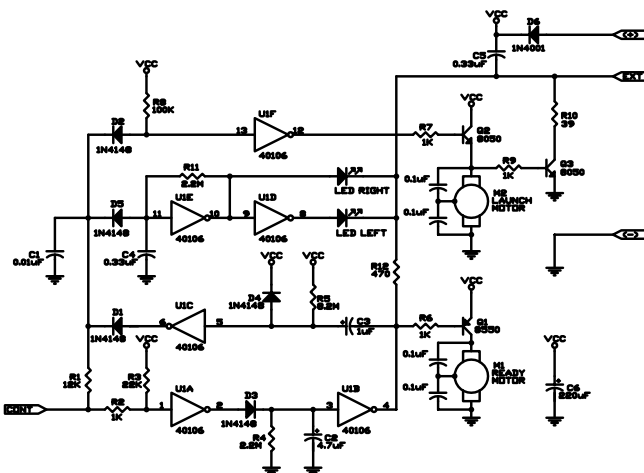 VCC
D6
1N4001
<+>
C5
0.33uF
EXT
VCC
R8
100K
D2
1N4148
U1F
13
12
40106
R7
1K
VCC
Q2
8050
R10
39
R9
1K
Q3
8050
R11
2.2M
LED RIGHT
0.1uF
0.1uF
M2
LAUNCH
MOTOR
D5
1N4148
11
U1E
10
40106
9
U1D
8
40106
LED LEFT
C1
0.01uF
C4
0.33uF
<->
R12
470
VCC
VCC
D4
1N4148
R5
8.2M
VCC
D1
1N4148
6
U1C
5
40106
C3
1uF
R6
1K
Q1
8550
VCC
R1
12K
R3
22K
0.1uF
0.1uF
M1
READY
MOTOR
VCC
C6
220uF
CONT
R2
1K
1
U1A
2
40106
D3
1N4148
3
U1B
4
40106
R4
2.2M
C2
4.7uF